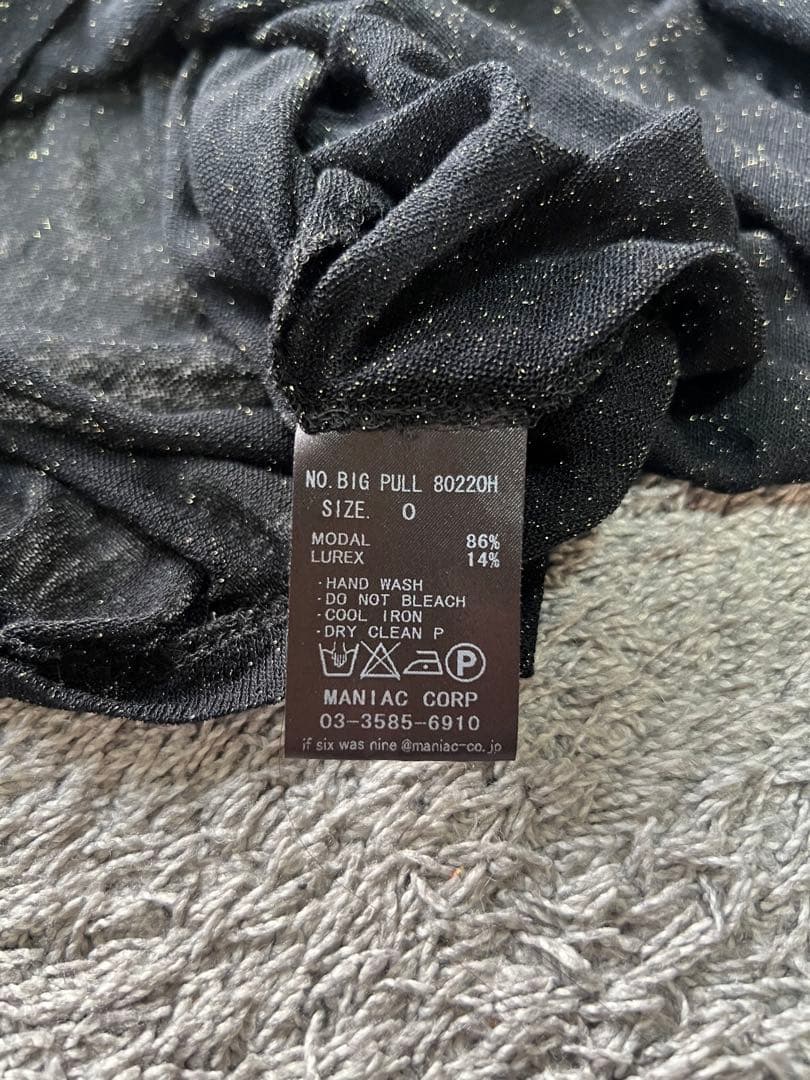 NO. BIG PULL 80220H
SIZE. 0
MODAL 86%
LUREX 14%
·HAND WASH
·DO NOT BLEACH
·COOL IRON
·DRY CLEAN P
P
MANIAC CORP
03-3585-6910
if six was nine @maniac-co.jp